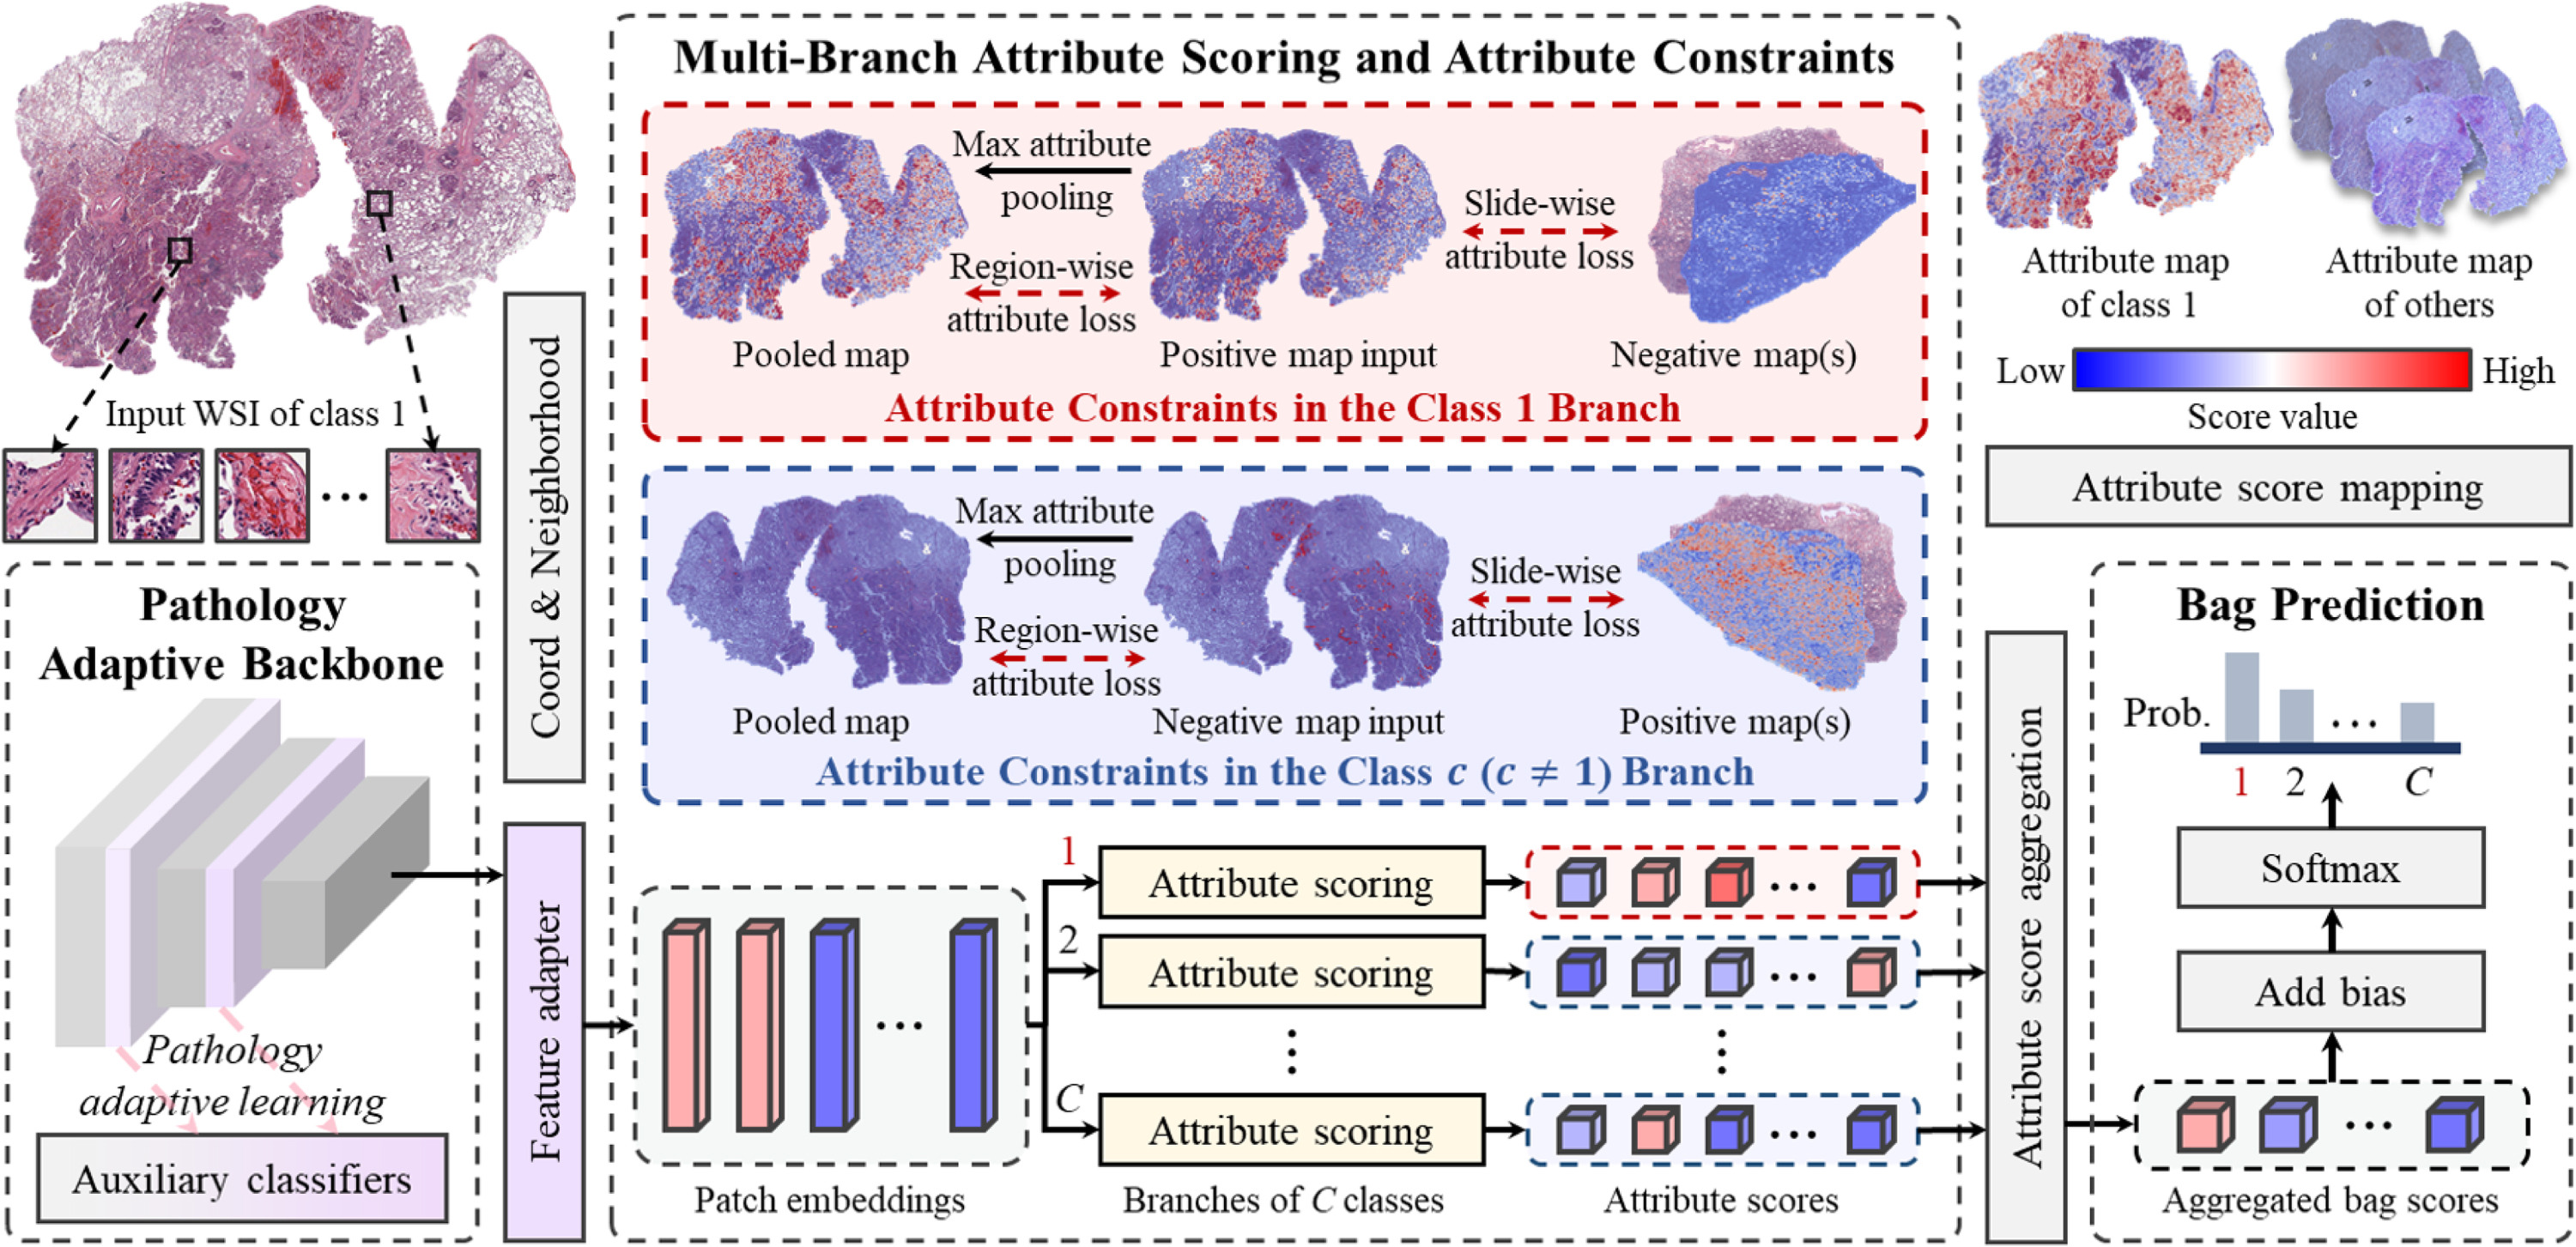 Input WSI of class 1
...
Pathology
Adaptive Backbone
Pathology
adaptive learning
Auxiliary classifiers
Coord & Neighborhood
Feature adapter
Multi-Branch Attribute Scoring and Attribute Constraints
Max attribute
pooling
Region-wise
attribute loss
Slide-wise
attribute loss
Pooled map
Positive map input
Negative map(s)
Attribute Constraints in the Class 1 Branch
Max attribute
pooling
Region-wise
attribute loss
Slide-wise
attribute loss
Pooled map
Negative map input
Positive map(s)
Attribute Constraints in the Class c (c ≠ 1) Branch
...
Patch embeddings
1
Attribute scoring
...
2
Attribute scoring
...
C
Attribute scoring
...
Branches of C classes
Attribute scores
Attribute map
of class 1
Attribute map
of others
Low
High
Score value
Attribute score mapping
Attribute score aggregation
Bag Prediction
Prob.
...
1 2 C
Softmax
Add bias
...
Aggregated bag scores